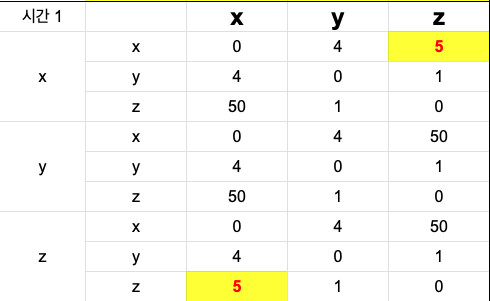 시간 1 x y z
x 0 4 5
x y 4 0 1
z 50 1 0
x 0 4 50
y y 4 0 1
z 50 1 0
x 0 4 50
z y 4 0 1
z 5 1 0